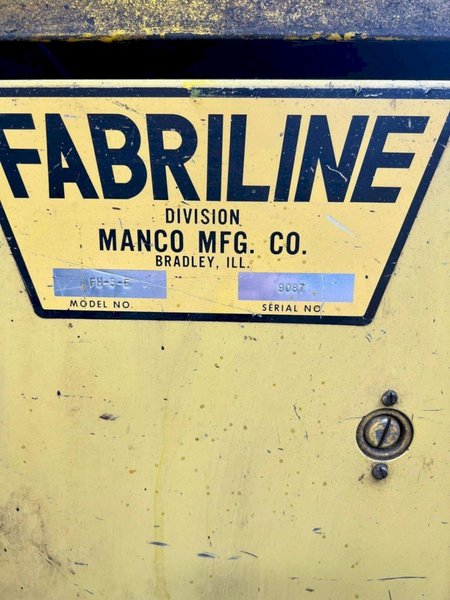 FABRILINE
DIVISION
MANCO MFG. CO.
BRADLEY, ILL.
9087
MODEL NO. SERIAL NO.